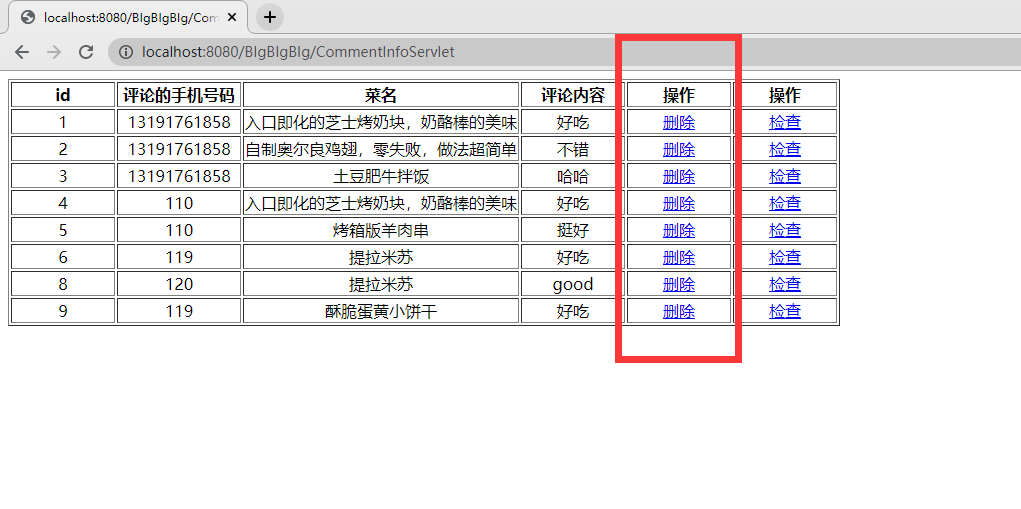 localhost:8080/BIgBIgBIg/Com
localhost:8080/BIgBIgBIg/CommentInfoServlet
id 评论的手机号码 菜名 评论内容 操作 操作
1 13191761858 入口即化的芝士烤奶块，奶酪棒的美味 好吃 删除 检查
2 13191761858 自制奥尔良鸡翅，零失败，做法超简单 不错 删除 检查
3 13191761858 土豆肥牛拌饭 哈哈 删除 检查
4 110 入口即化的芝士烤奶块，奶酪棒的美味 好吃 删除 检查
5 110 烤箱版羊肉串 挺好 删除 检查
6 119 提拉米苏 好吃 删除 检查
8 120 提拉米苏 good 删除 检查
9 119 酥脆蛋黄小饼干 好吃 删除 检查